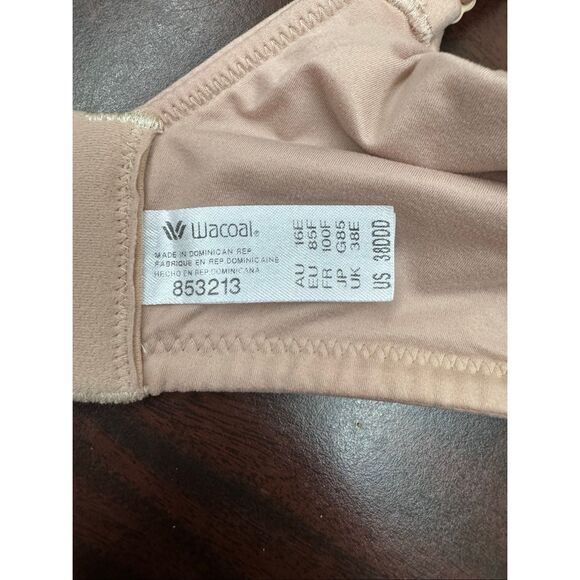 Wacoal®
MADE IN DOMINICAN REP
FABRIQUE EN REP DOMINICAINE
HECHO EN REP DOMINICANA
853213
AU 16E
EU 85F
FR 100F
JP G85
UK 38E
US 38DDD